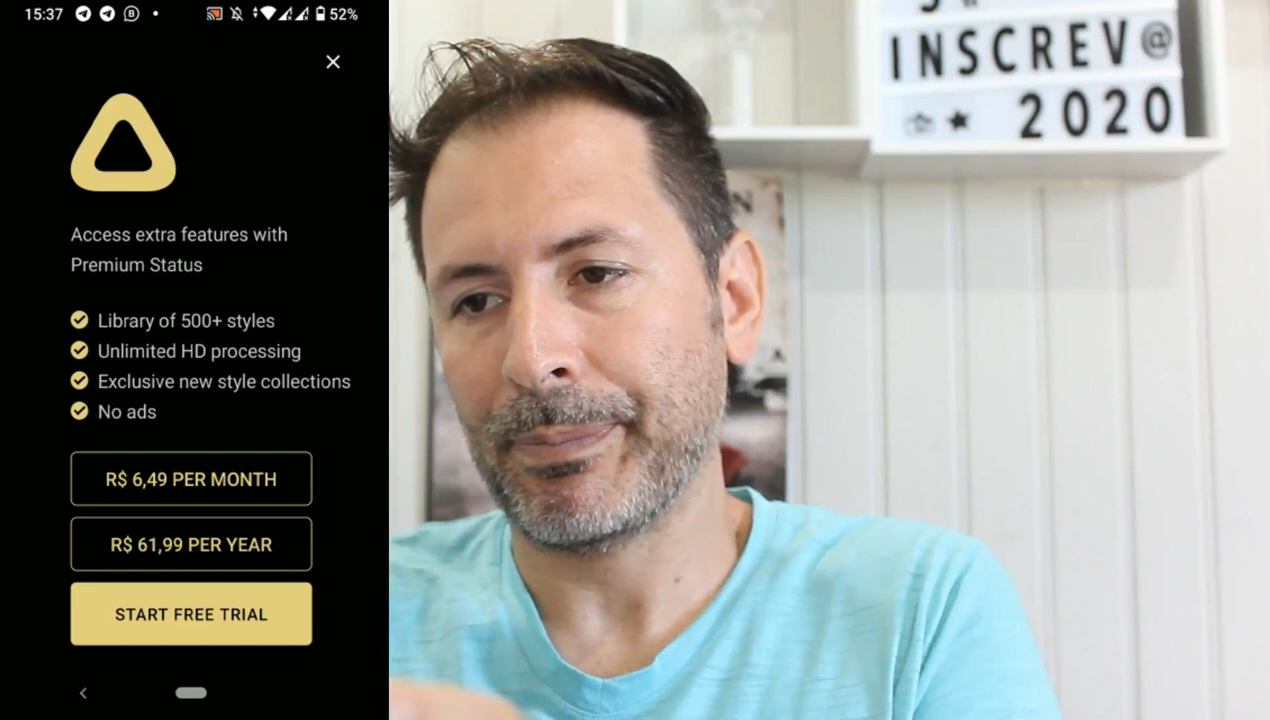 15:37
52%
Access extra features with
Premium Status
Library of 500+ styles
Unlimited HD processing
Exclusive new style collections
No ads
R$ 6,49 PER MONTH
R$ 61,99 PER YEAR
START FREE TRIAL
INSCREV@
2020